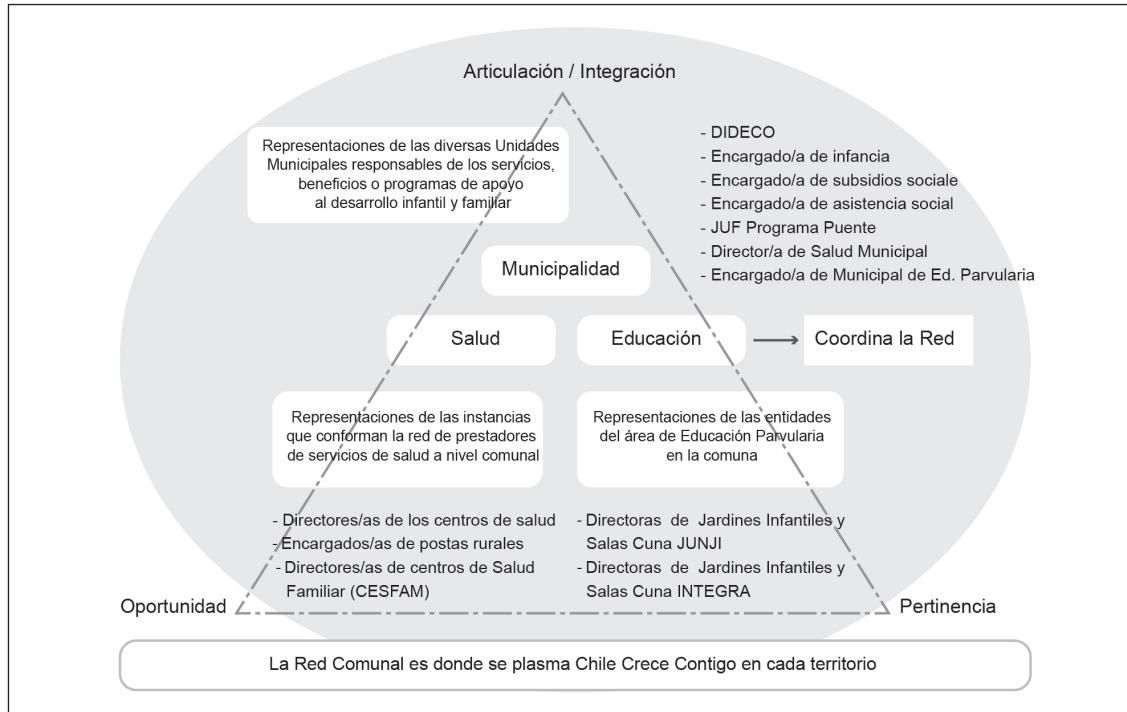 Articulación / Integración
Representaciones de las diversas Unidades
Municipales responsables de los servicios,
beneficios o programas de apoyo
al desarrollo infantil y familiar
- DIDECO
- Encargado/a de infancia
- Encargado/a de subsidios sociale
- Encargado/a de asistencia social
- JUF Programa Puente
- Director/a de Salud Municipal
- Encargado/a de Municipal de Ed. Parvularia
Municipalidad
Salud
Educación
Coordina la Red
Representaciones de las instancias
que conforman la red de prestadores
de servicios de salud a nivel comunal
Representaciones de las entidades
del área de Educación Parvularia
en la comuna
- Directores/as de los centros de salud
- Encargados/as de postas rurales
- Directores/as de centros de Salud
Familiar (CESFAM)
- Directoras de Jardines Infantiles y
Salas Cuna JUNJI
- Directoras de Jardines Infantiles y
Salas Cuna INTEGRA
Oportunidad
Pertinencia
La Red Comunal es donde se plasma Chile Crece Contigo en cada territorio